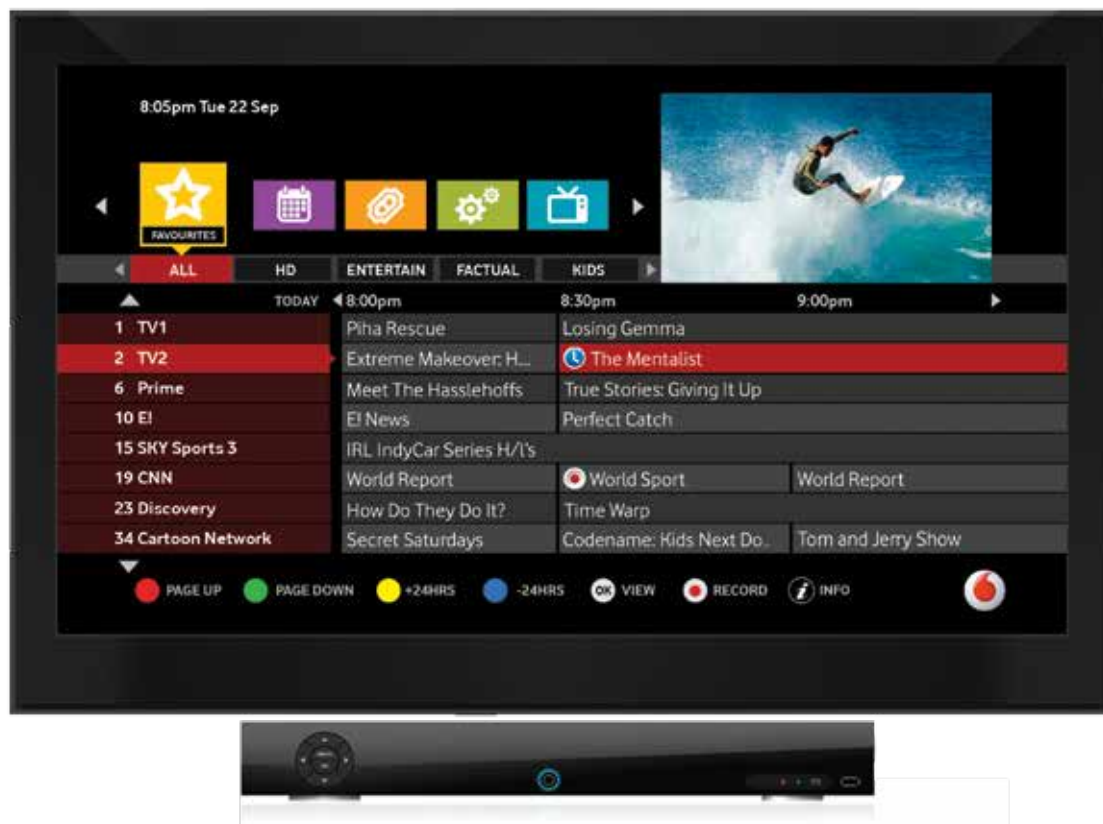 8:05pm Tue 22 Sep
FAVOURITES
ALL HD ENTERTAIN FACTUAL KIDS
TODAY 8:00pm 8:30pm 9:00pm
1 TV1 Piha Rescue Losing Gemma
2 TV2 Extreme Makeover: H... The Mentalist
6 Prime Meet The Hasslehoffs True Stories: Giving It Up
10 E! E! News Perfect Catch
15 SKY Sports 3 IRL IndyCar Series H/l's
19 CNN World Report World Sport World Report
23 Discovery How Do They Do It? Time Warp
34 Cartoon Network Secret Saturdays Codename: Kids Next Do.. Tom and Jerry Show
PAGE UP PAGE DOWN +24HRS -24HRS OK VIEW RECORD i INFO